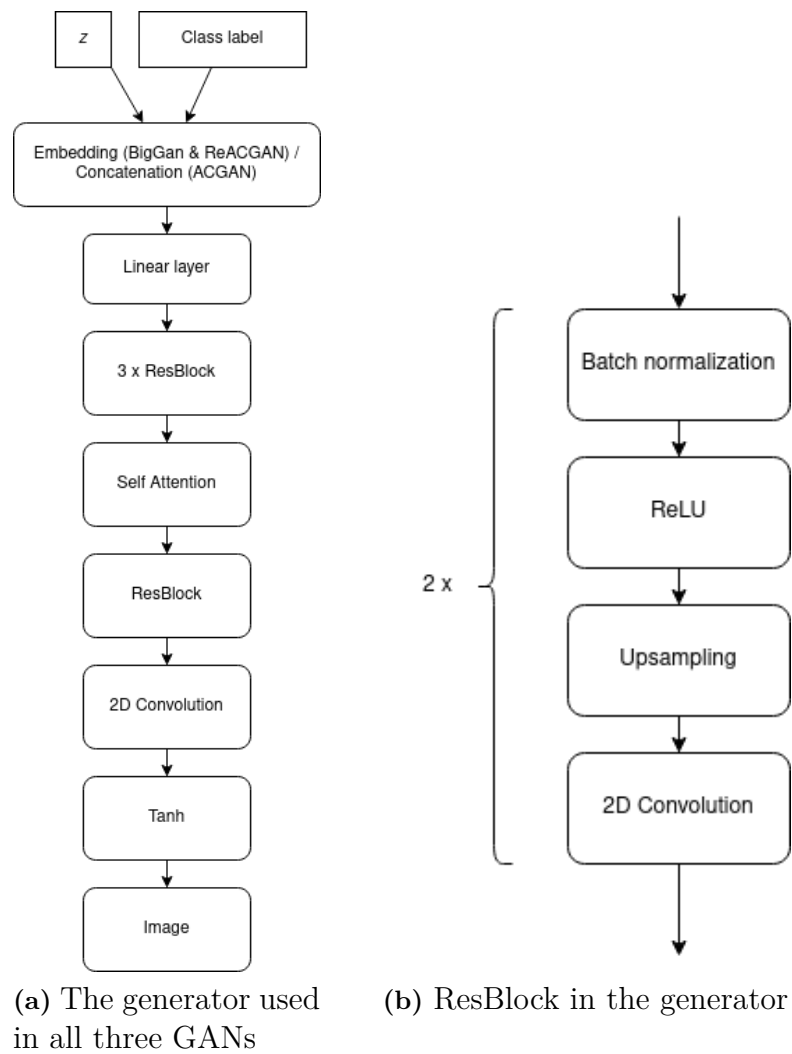 z
Class label
Embedding (BigGan & ReACGAN) /
Concatenation (ACGAN)
Linear layer
3 x ResBlock
Self Attention
ResBlock
2D Convolution
Tanh
Image
(a) The generator used
in all three GANs
2 x
Batch normalization
ReLU
Upsampling
2D Convolution
(b) ResBlock in the generator